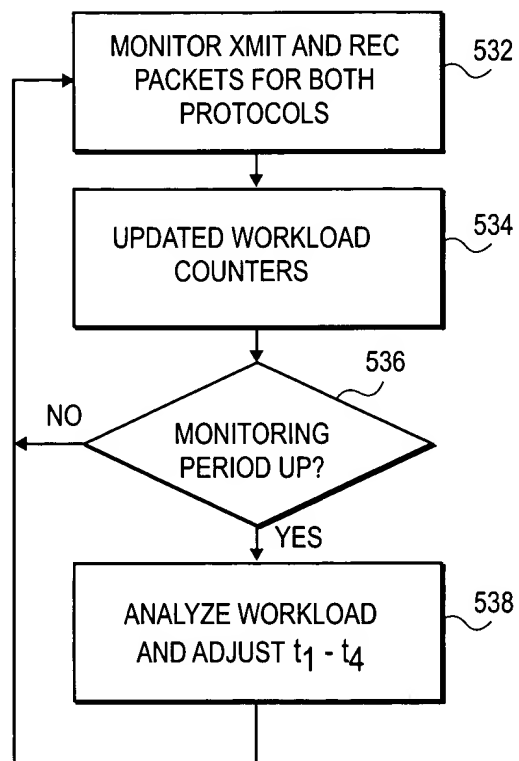 MONITOR XMIT AND REC
PACKETS FOR BOTH
PROTOCOLS
532
UPDATED WORKLOAD
COUNTERS
534
536
NO
MONITORING
PERIOD UP?
YES
ANALYZE WORKLOAD
AND ADJUST t1 - t4
538